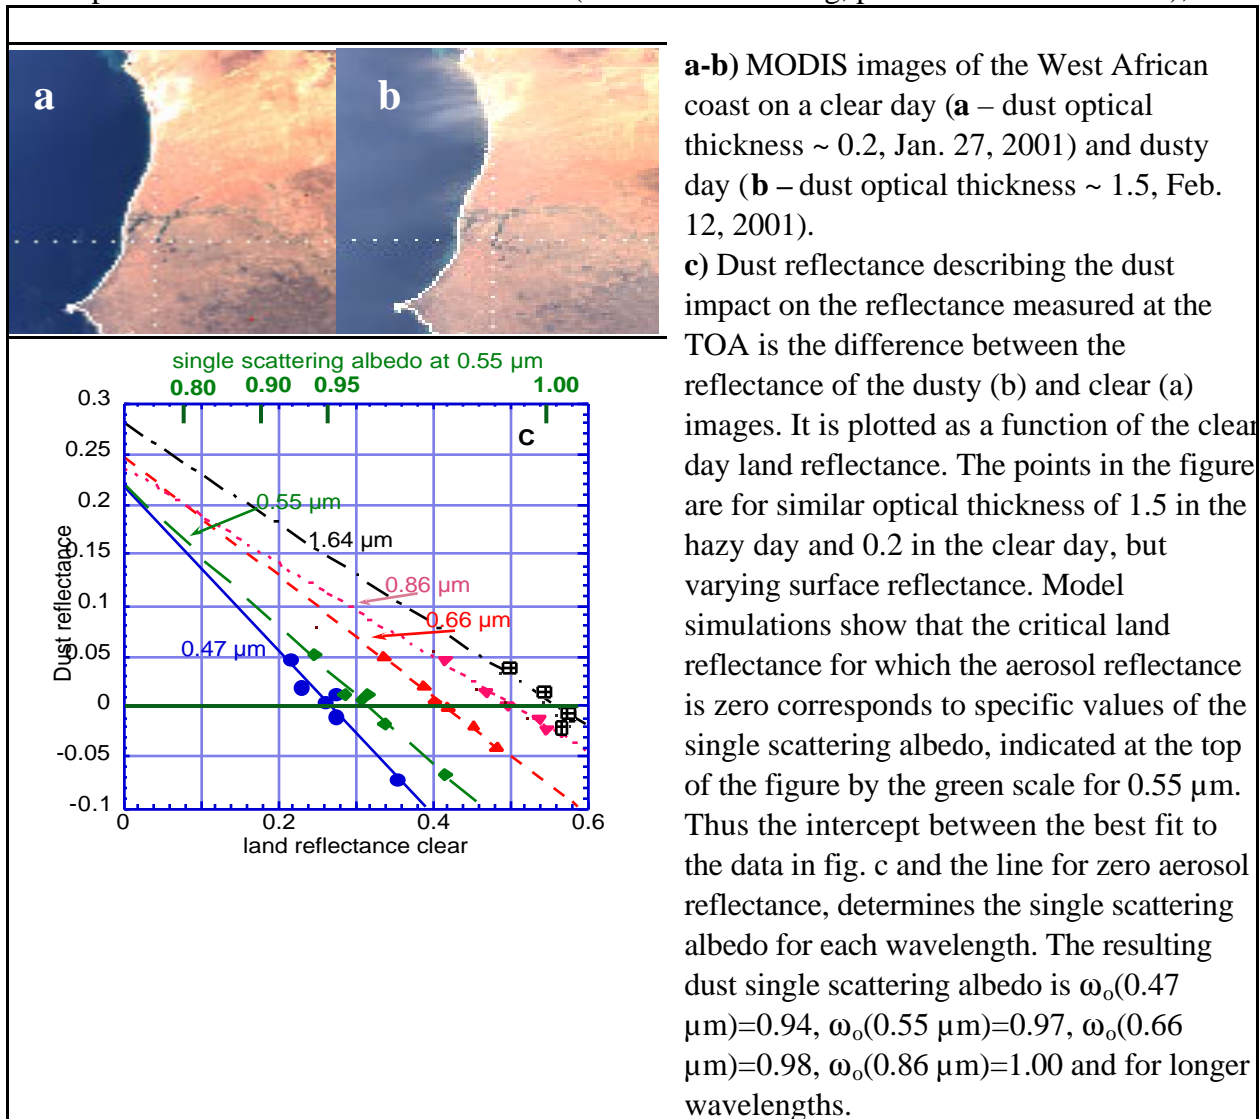 a
b
a-b) MODIS images of the West African
coast on a clear day (a – dust optical
thickness ~ 0.2, Jan. 27, 2001) and dusty
day (b – dust optical thickness ~ 1.5, Feb.
12, 2001).
c) Dust reflectance describing the dust
impact on the reflectance measured at the
TOA is the difference between the
reflectance of the dusty (b) and clear (a)
images. It is plotted as a function of the clear
day land reflectance. The points in the figure
are for similar optical thickness of 1.5 in the
hazy day and 0.2 in the clear day, but
varying surface reflectance. Model
simulations show that the critical land
reflectance for which the aerosol reflectance
is zero corresponds to specific values of the
single scattering albedo, indicated at the top
of the figure by the green scale for 0.55 µm.
Thus the intercept between the best fit to
the data in fig. c and the line for zero aerosol
reflectance, determines the single scattering
albedo for each wavelength. The resulting
dust single scattering albedo is ωo(0.47
µm)=0.94, ωo(0.55 µm)=0.97, ωo(0.66
µm)=0.98, ωo(0.86 µm)=1.00 and for longer
wavelengths.
single scattering albedo at 0.55 µm
0.80 0.90 0.95 1.00
0.3
0.25
0.2
0.15
0.1
0.05
0
-0.05
-0.1
Dust reflectance
C
0.55 µm
1.64 µm
0.86 µm
0.66 µm
0.47 µm
0 0.2 0.4 0.6
land reflectance clear